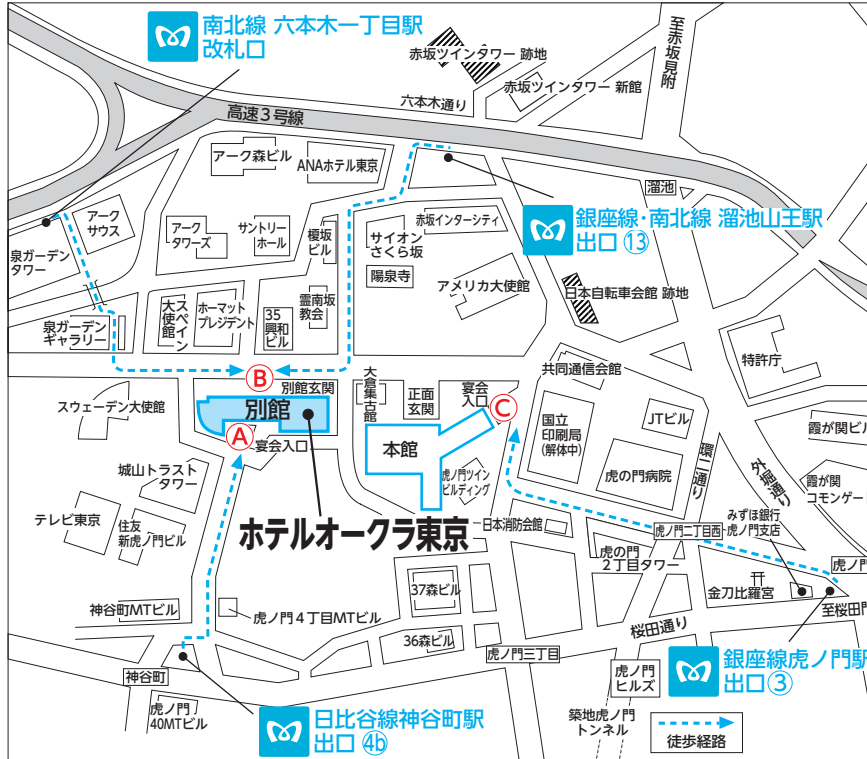 南北線 六本木一丁目駅
改札口
赤坂ツインタワー 跡地
赤坂ツインタワー 新館
至赤坂見附
六本木通り
高速3号線
アーク森ビル
ANAホテル東京
溜池
銀座線・南北線 溜池山王駅
出口⑬
アーク
サウス
泉ガーデン
タワー
アーク
タワーズ
サントリー
ホール
榎坂
ビル
サイオン
さくら坂
赤坂インターシティ
陽泉寺
アメリカ大使館
日本自転車会館 跡地
泉ガーデン
ギャラリー
スペイン
大使館
ホーマット
プレジデント
35
興和
ビル
霊南坂
教会
特許庁
共同通信会館
B
別館玄関
大倉集古館
正面
玄関
宴会
入口
C
スウェーデン大使館
別館
A
宴会入口
本館
国立
印刷局
(解体中)
JTビル
環二通り
外堀通り
霞が関ビル
城山トラスト
タワー
虎ノ門ツイン
ビルディング
虎の門病院
霞が関
コモンゲート
テレビ東京
住友
新虎ノ門ビル
ホテルオークラ東京
日本消防会館
虎ノ門二丁目西
みずほ銀行
虎ノ門支店
虎の門
2丁目タワー
虎ノ門
37森ビル
金刀比羅宮
至桜田門
神谷町MTビル
虎ノ門4丁目MTビル
36森ビル
桜田通り
虎ノ門三丁目
神谷町
虎ノ門
40MTビル
日比谷線神谷町駅
出口 4b
虎ノ門
ヒルズ
銀座線虎ノ門駅
出口③
築地虎ノ門
トンネル
徒歩経路